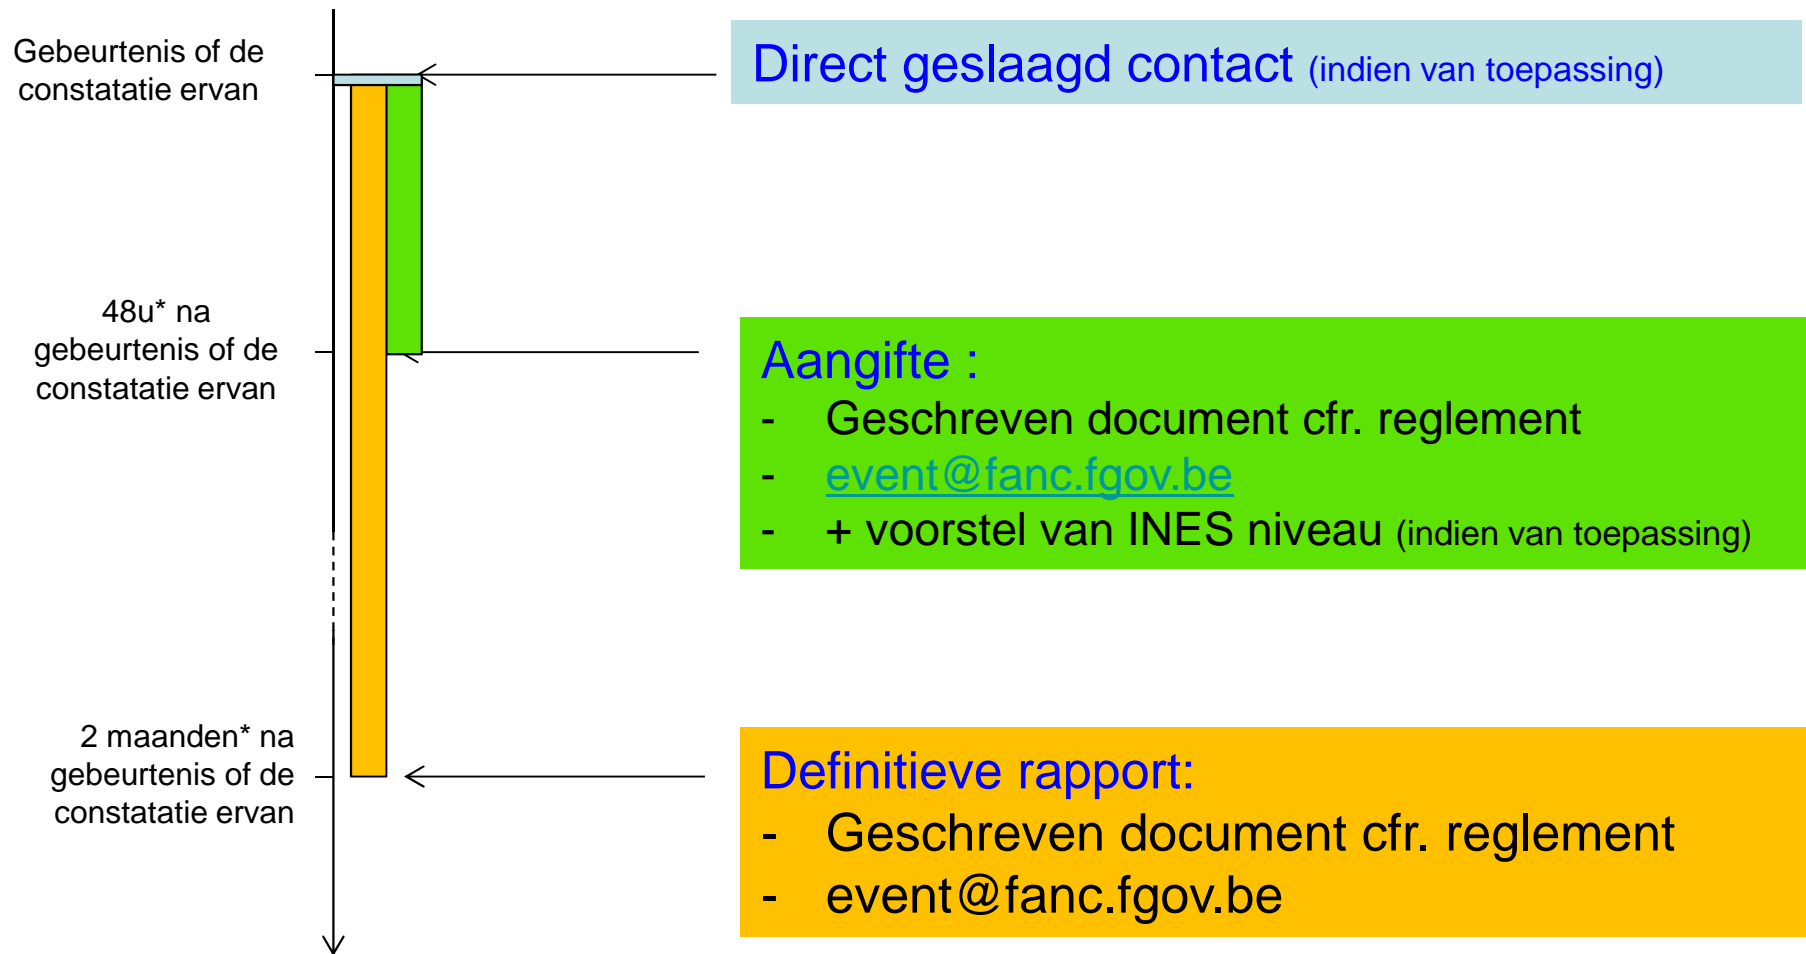 Gebeurtenis of de
constatatie ervan
Direct geslaagd contact (indien van toepassing)
48u* na
gebeurtenis of de
constatatie ervan
Aangifte :
- Geschreven document cfr. reglement
- event@fanc.fgov.be
- + voorstel van INES niveau (indien van toepassing)
2 maanden* na
gebeurtenis of de
constatatie ervan
Definitieve rapport:
- Geschreven document cfr. reglement
- event@fanc.fgov.be